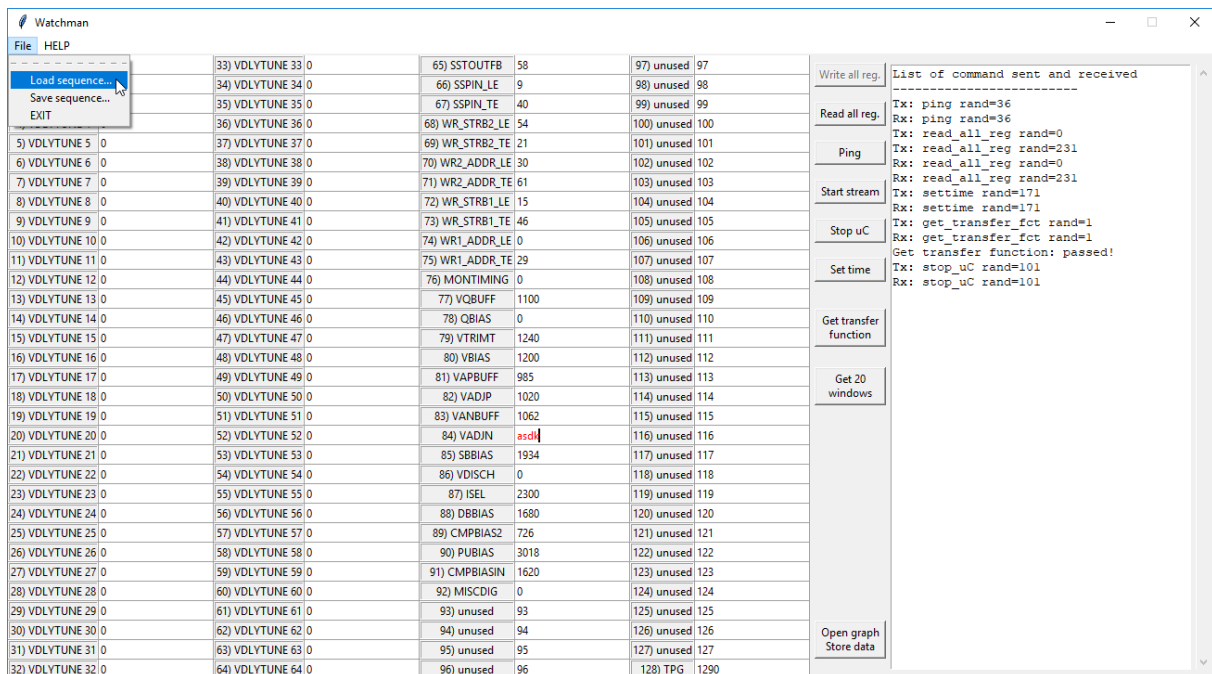 Watchman
File HELP
Load sequence...
Save sequence...
EXIT
5) VDLYTUNE 5 0
6) VDLYTUNE 6 0
7) VDLYTUNE 7 0
8) VDLYTUNE 8 0
9) VDLYTUNE 9 0
10) VDLYTUNE 10 0
11) VDLYTUNE 11 0
12) VDLYTUNE 12 0
13) VDLYTUNE 13 0
14) VDLYTUNE 14 0
15) VDLYTUNE 15 0
16) VDLYTUNE 16 0
17) VDLYTUNE 17 0
18) VDLYTUNE 18 0
19) VDLYTUNE 19 0
20) VDLYTUNE 20 0
21) VDLYTUNE 21 0
22) VDLYTUNE 22 0
23) VDLYTUNE 23 0
24) VDLYTUNE 24 0
25) VDLYTUNE 25 0
26) VDLYTUNE 26 0
27) VDLYTUNE 27 0
28) VDLYTUNE 28 0
29) VDLYTUNE 29 0
30) VDLYTUNE 30 0
31) VDLYTUNE 31 0
32) VDLYTUNE 32 0
33) VDLYTUNE 33 0
34) VDLYTUNE 34 0
35) VDLYTUNE 35 0
36) VDLYTUNE 36 0
37) VDLYTUNE 37 0
38) VDLYTUNE 38 0
39) VDLYTUNE 39 0
40) VDLYTUNE 40 0
41) VDLYTUNE 41 0
42) VDLYTUNE 42 0
43) VDLYTUNE 43 0
44) VDLYTUNE 44 0
45) VDLYTUNE 45 0
46) VDLYTUNE 46 0
47) VDLYTUNE 47 0
48) VDLYTUNE 48 0
49) VDLYTUNE 49 0
50) VDLYTUNE 50 0
51) VDLYTUNE 51 0
52) VDLYTUNE 52 0
53) VDLYTUNE 53 0
54) VDLYTUNE 54 0
55) VDLYTUNE 55 0
56) VDLYTUNE 56 0
57) VDLYTUNE 57 0
58) VDLYTUNE 58 0
59) VDLYTUNE 59 0
60) VDLYTUNE 60 0
61) VDLYTUNE 61 0
62) VDLYTUNE 62 0
63) VDLYTUNE 63 0
64) VDLYTUNE 64 0
65) SSTOUTFB 58
66) SSPIN_LE 9
67) SSPIN_TE 40
68) WR_STRB2_LE 54
69) WR_STRB2_TE 21
70) WR2_ADDR_LE 30
71) WR2_ADDR_TE 61
72) WR_STRB1_LE 15
73) WR_STRB1_TE 46
74) WR1_ADDR_LE 0
75) WR1_ADDR_TE 29
76) MONTIMING 0
77) VQBUFF 1100
78) QBIAS 0
79) VTRIMT 1240
80) VBIAS 1200
81) VAPBUFF 985
82) VADJP 1020
83) VANBUFF 1062
84) VADJN asdk
85) SBBIAS 1934
86) VDISCH 0
87) ISEL 2300
88) DBBIAS 1680
89) CMPBIAS2 726
90) PUBIAS 3018
91) CMPBIASIN 1620
92) MISCDIG 0
93) unused 93
94) unused 94
95) unused 95
96) unused 96
97) unused 97
98) unused 98
99) unused 99
100) unused 100
101) unused 101
102) unused 102
103) unused 103
104) unused 104
105) unused 105
106) unused 106
107) unused 107
108) unused 108
109) unused 109
110) unused 110
111) unused 111
112) unused 112
113) unused 113
114) unused 114
115) unused 115
116) unused 116
117) unused 117
118) unused 118
119) unused 119
120) unused 120
121) unused 121
122) unused 122
123) unused 123
124) unused 124
125) unused 125
126) unused 126
127) unused 127
128) TPG 1290
Write all reg.
Read all reg.
Ping
Start stream
Stop uC
Set time
Get transfer
function
Get 20
windows
Open graph
Store data
List of command sent and received
-------------------------
Tx: ping rand=36
Rx: ping rand=36
Tx: read_all_reg rand=0
Tx: read_all_reg rand=231
Rx: read_all_reg rand=0
Rx: read_all_reg rand=231
Tx: settime rand=171
Rx: settime rand=171
Tx: get_transfer_fct rand=1
Rx: get_transfer_fct rand=1
Get transfer function: passed!
Tx: stop_uC rand=101
Rx: stop_uC rand=101